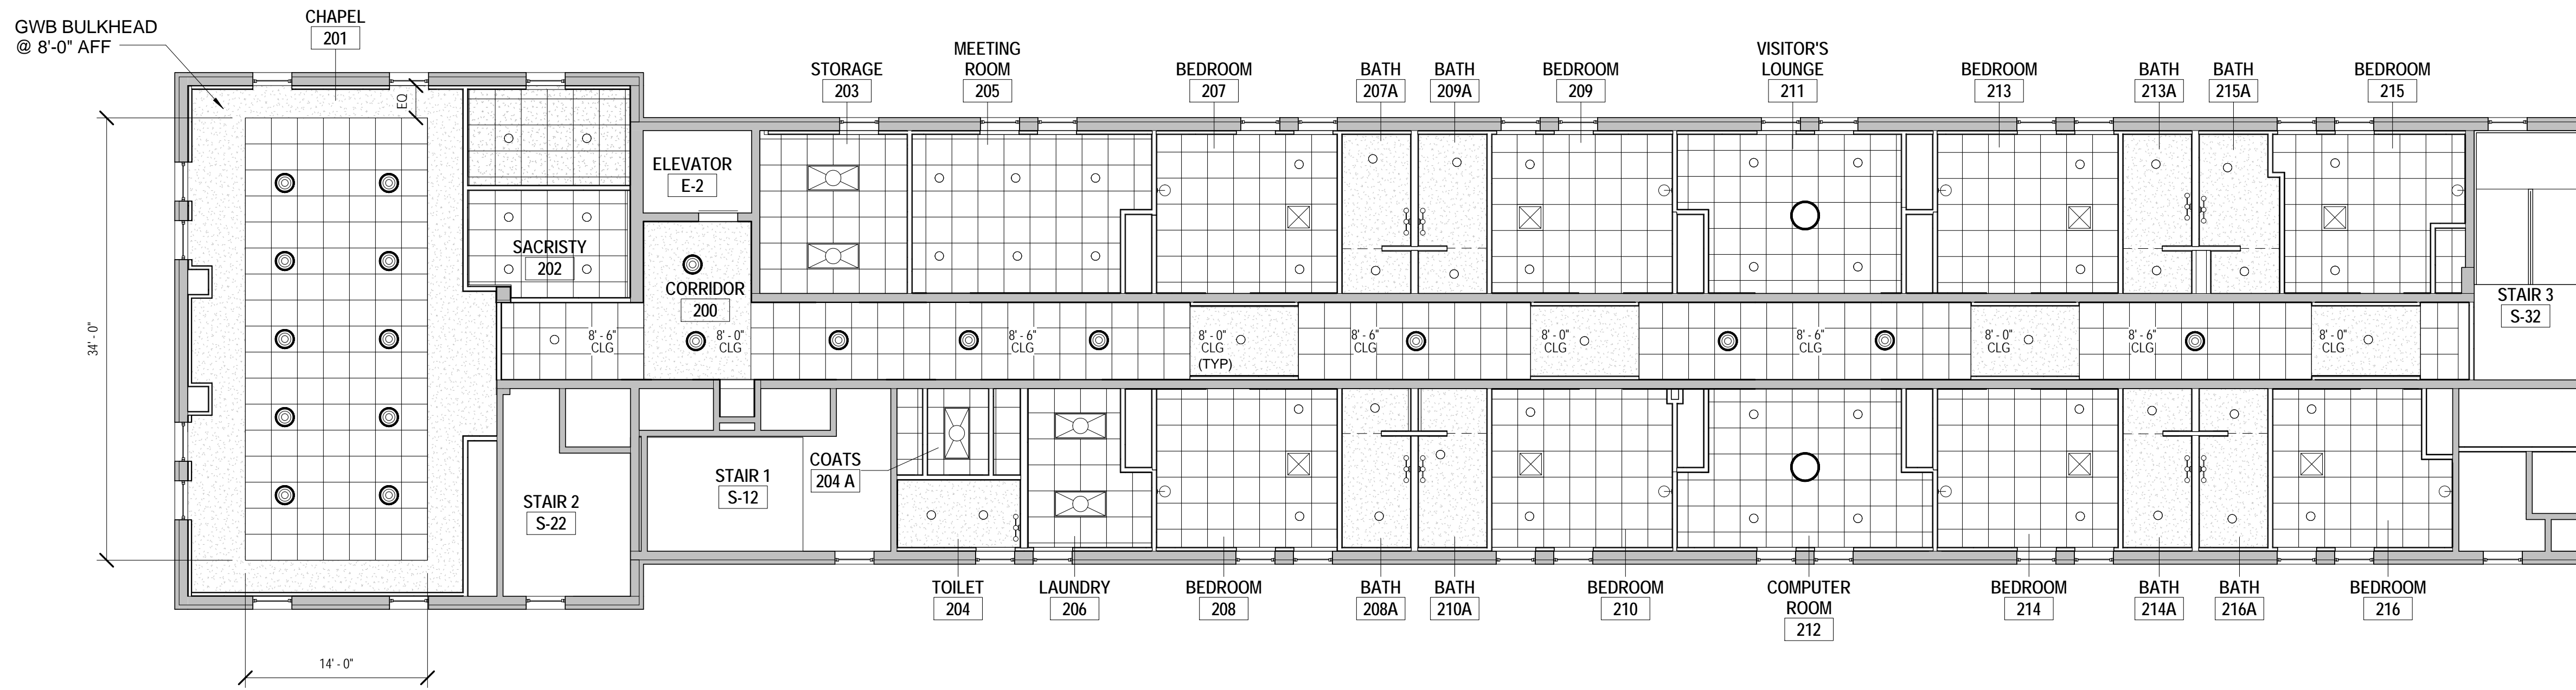 GWB BULKHEAD
@ 8'-0" AFF
CHAPEL
201
STORAGE
203
MEETING
ROOM
205
BEDROOM
207
BATH
207A
BATH
209A
BEDROOM
209
VISITOR'S
LOUNGE
211
BEDROOM
213
BATH
213A
BATH
215A
BEDROOM
215
EQ
34' - 0"
ELEVATOR
E-2
SACRISTY
202
CORRIDOR
200
8' - 6"
CLG
8' - 0"
CLG
8' - 6"
CLG
8' - 0"
CLG
(TYP)
8' - 6"
CLG
8' - 0"
CLG
8' - 6"
CLG
8' - 0"
CLG
8' - 6"
CLG
8' - 0"
CLG
STAIR 3
S-32
STAIR 2
S-22
STAIR 1
S-12
COATS
204 A
TOILET
204
LAUNDRY
206
BEDROOM
208
BATH
208A
BATH
210A
BEDROOM
210
COMPUTER
ROOM
212
BEDROOM
214
BATH
214A
BATH
216A
BEDROOM
216
14' - 0"